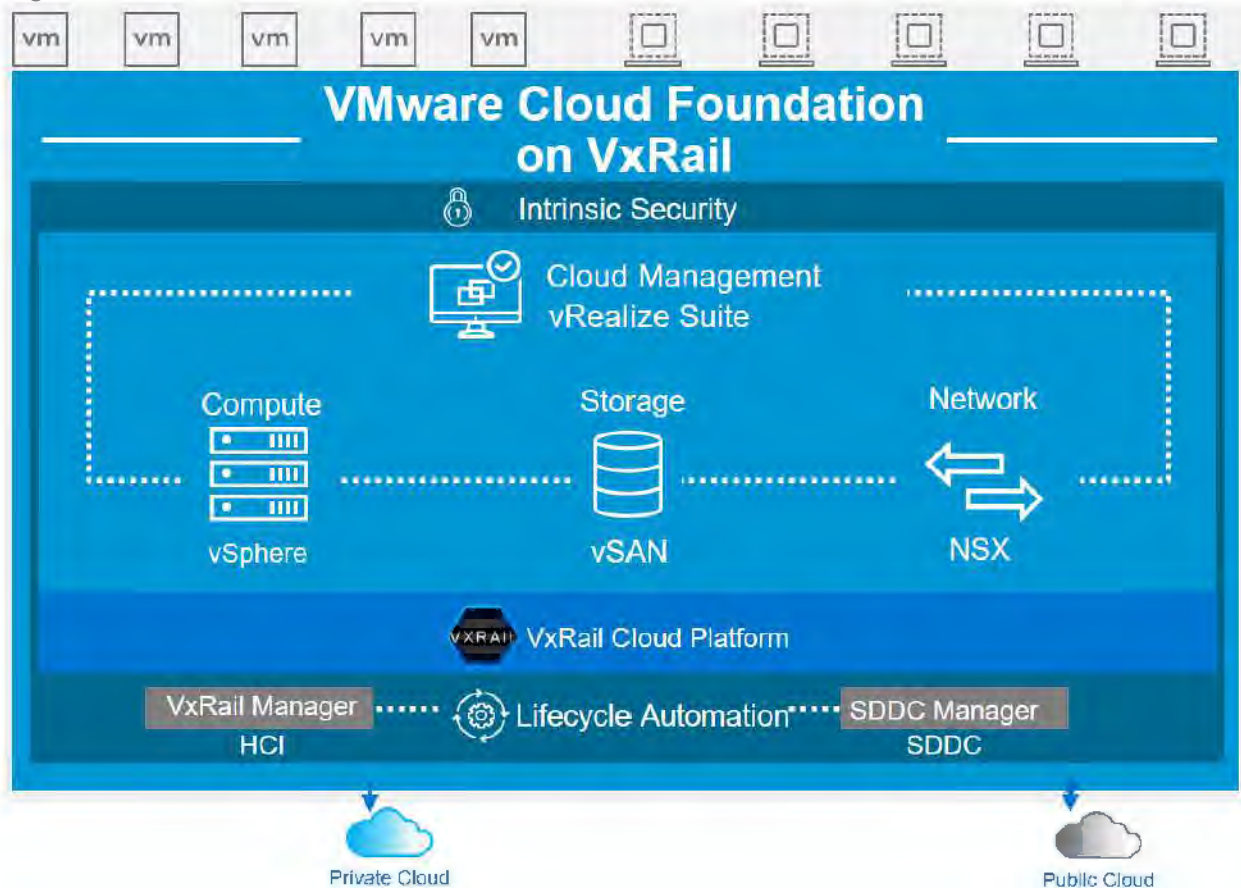 vm vm vm vm vm
VMware Cloud Foundation
on VxRail
Intrinsic Security
Cloud Management
vRealize Suite
Compute
Storage
Network
vSphere
vSAN
NSX
VXRAIL VxRail Cloud Platform
VxRail Manager
HCI
Lifecycle Automation
SDDC Manager
SDDC
Private Cloud
Public Cloud